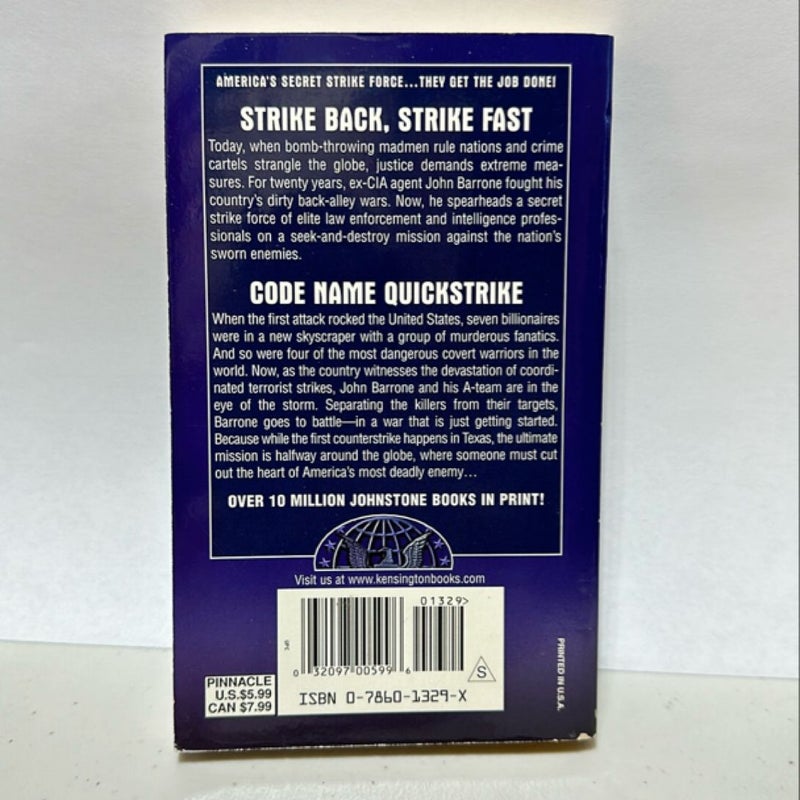 AMERICA'S SECRET STRIKE FORCE...THEY GET THE JOB DONE!
STRIKE BACK, STRIKE FAST
Today, when bomb-throwing madmen rule nations and crime
cartels strangle the globe, justice demands extreme mea-
sures. For twenty years, ex-CIA agent John Barrone fought his
country's dirty back-alley wars. Now, he spearheads a secret
strike force of elite law enforcement and intelligence profes-
sionals on a seek-and-destroy mission against the nation's
sworn enemies.
CODE NAME QUICKSTRIKE
When the first attack rocked the United States, seven billionaires
were in a new skyscraper with a group of murderous fanatics.
And so were four of the most dangerous covert warriors in the
world. Now, as the country witnesses the devastation of coordi-
nated terrorist strikes, John Barrone and his A-team are in the
eye of the storm. Separating the killers from their targets,
Barrone goes to battle—in a war that is just getting started.
Because while the first counterstrike happens in Texas, the ultimate
mission is halfway around the globe, where someone must cut
out the heart of America's most deadly enemy...
OVER 10 MILLION JOHNSTONE BOOKS IN PRINT!
Visit us at www.kensingtonbooks.com
01329>
UPC
0 32097 00599 6
S
ISBN 0-7860-1329-X
PINNACLE
U.S.$5.99
CAN $7.99
PRINTED IN U.S.A.